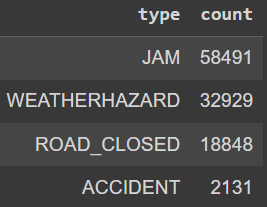 type count
JAM 58491
WEATHERHAZARD 32929
ROAD_CLOSED 18848
ACCIDENT 2131